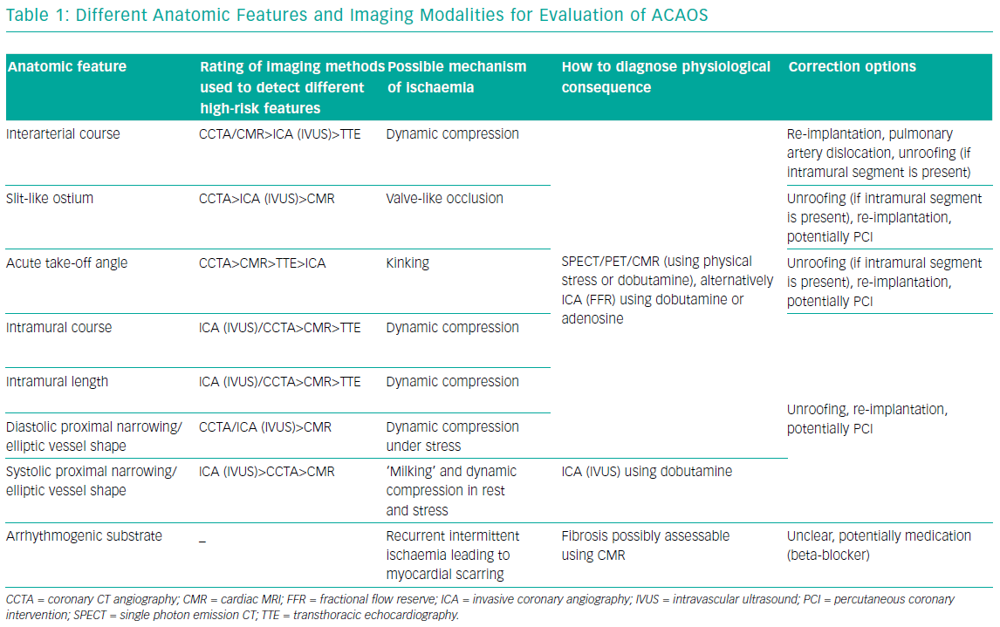 Table 1: Different Anatomic Features and Imaging Modalities for Evaluation of ACAOS
Anatomic feature
Rating of imaging methods
used to detect different
high-risk features
Possible mechanism
of ischaemia
How to diagnose physiological
consequence
Correction options
Interarterial course
CCTA/CMR>ICA (IVUS)>TTE
Dynamic compression
Re-implantation, pulmonary
artery dislocation, unroofing (if
intramural segment is present)
Slit-like ostium
CCTA>ICA (IVUS)>CMR
Valve-like occlusion
Unroofing (if intramural segment
is present), re-implantation,
potentially PCI
Acute take-off angle
CCTA>CMR>TTE>ICA
Kinking
SPECT/PET/CMR (using physical
stress or dobutamine), alternatively
ICA (FFR) using dobutamine or
adenosine
Unroofing (if intramural segment
is present), re-implantation,
potentially PCI
Intramural course
ICA (IVUS)/CCTA>CMR>TTE
Dynamic compression
Intramural length
ICA (IVUS)/CCTA>CMR>TTE
Dynamic compression
Unroofing, re-implantation,
potentially PCI
Diastolic proximal narrowing/
elliptic vessel shape
CCTA/ICA (IVUS)>CMR
Dynamic compression
under stress
Systolic proximal narrowing/
elliptic vessel shape
ICA (IVUS)>CCTA>CMR
‘Milking’ and dynamic
compression in rest
and stress
ICA (IVUS) using dobutamine
Arrhythmogenic substrate
–
Recurrent intermittent
ischaemia leading to
myocardial scarring
Fibrosis possibly assessable
using CMR
Unclear, potentially medication
(beta-blocker)
CCTA = coronary CT angiography; CMR = cardiac MRI; FFR = fractional flow reserve; ICA = invasive coronary angiography; IVUS = intravascular ultrasound; PCI = percutaneous coronary
intervention; SPECT = single photon emission CT; TTE = transthoracic echocardiography.